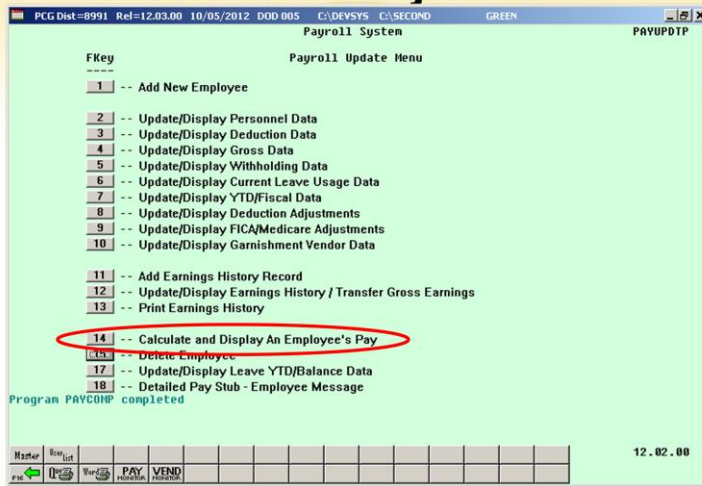 PCG Dist=8991 Rel=12.03.00 10/05/2012 DOD 005 C:\DEVSYS C:\SECOND GREEN
Payroll System PAYUPDTP
FKey Payroll Update Menu
----
1 -- Add New Employee
2 -- Update/Display Personnel Data
3 -- Update/Display Deduction Data
4 -- Update/Display Gross Data
5 -- Update/Display Withholding Data
6 -- Update/Display Current Leave Usage Data
7 -- Update/Display YTD/Fiscal Data
8 -- Update/Display Deduction Adjustments
9 -- Update/Display FICA/Medicare Adjustments
10 -- Update/Display Garnishment Vendor Data
11 -- Add Earnings History Record
12 -- Update/Display Earnings History / Transfer Gross Earnings
13 -- Print Earnings History
14 -- Calculate and Display An Employee's Pay
15 -- Delete Employee
17 -- Update/Display Leave YTD/Balance Data
18 -- Detailed Pay Stub - Employee Message
Program PAYCOMP completed
Master User List 12.02.00
F16 PAY MONITOR VEND MONITOR